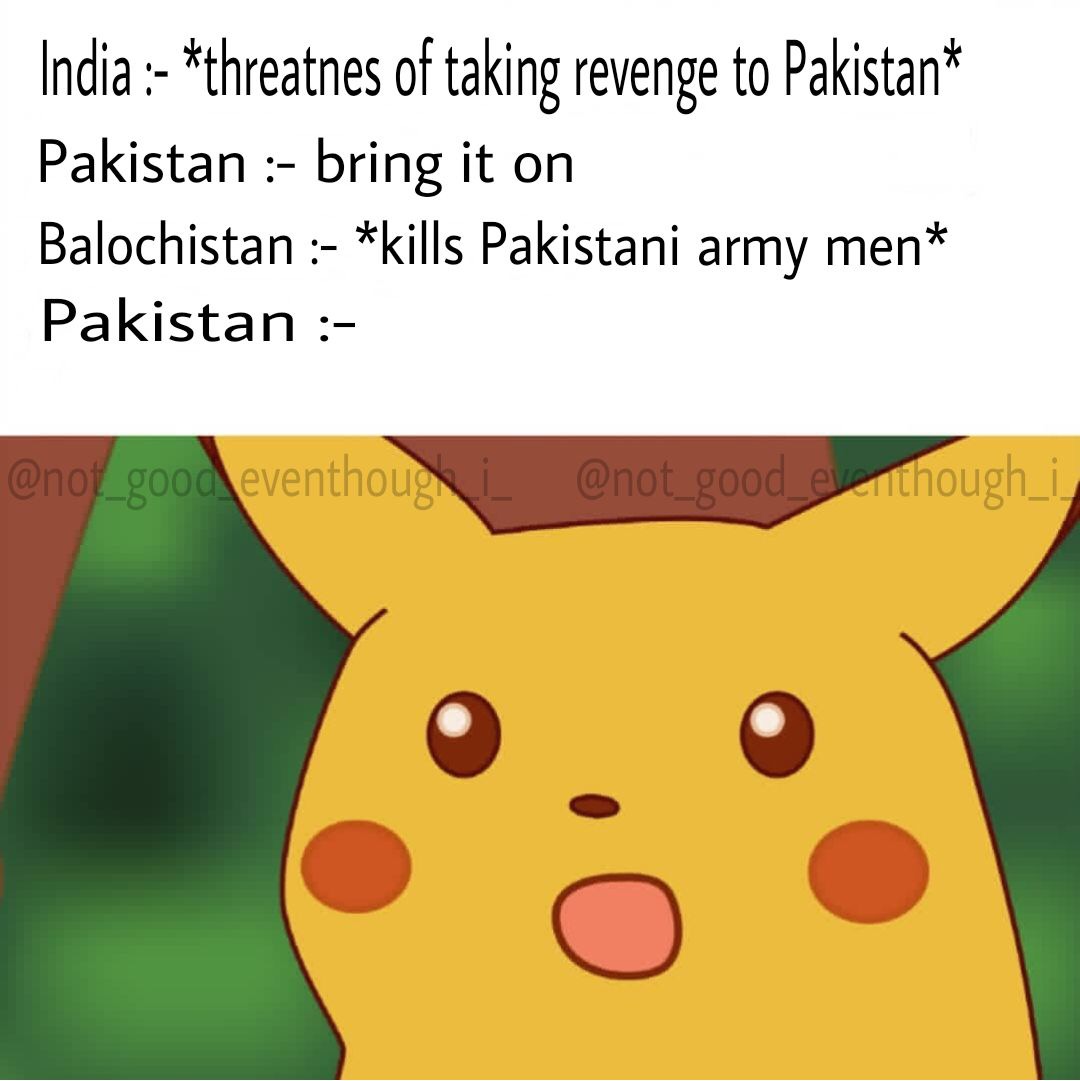 India :- *threatnes of taking revenge to Pakistan*
Pakistan :- bring it on
Balochistan :- *kills Pakistani army men*
Pakistan :-
@not_good_eventhough_i_ @not_good_eventhough_i_